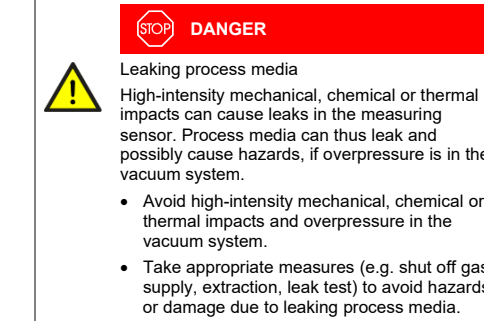 STOP DANGER
Leaking process media
High-intensity mechanical, chemical or thermal
impacts can cause leaks in the measuring
sensor. Process media can thus leak and
possibly cause hazards, if overpressure is in the
vacuum system.
• Avoid high-intensity mechanical, chemical or
thermal impacts and overpressure in the
vacuum system.
• Take appropriate measures (e.g. shut off gas
supply, extraction, leak test) to avoid hazards
or damage due to leaking process media.